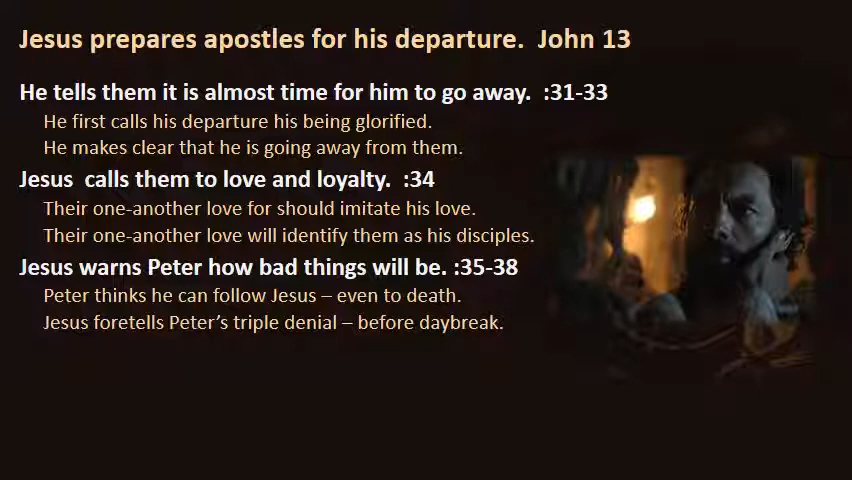 Jesus prepares apostles for his departure.  John 13
He tells them it is almost time for him to go away.  :31-33
He first calls his departure his being glorified.
He makes clear that he is going away from them.
Jesus  calls them to love and loyalty.  :34
Their one-another love for should imitate his love.
Their one-another love will identify them as his disciples.
Jesus warns Peter how bad things will be. :35-38
Peter thinks he can follow Jesus – even to death.
Jesus foretells Peter’s triple denial – before daybreak.